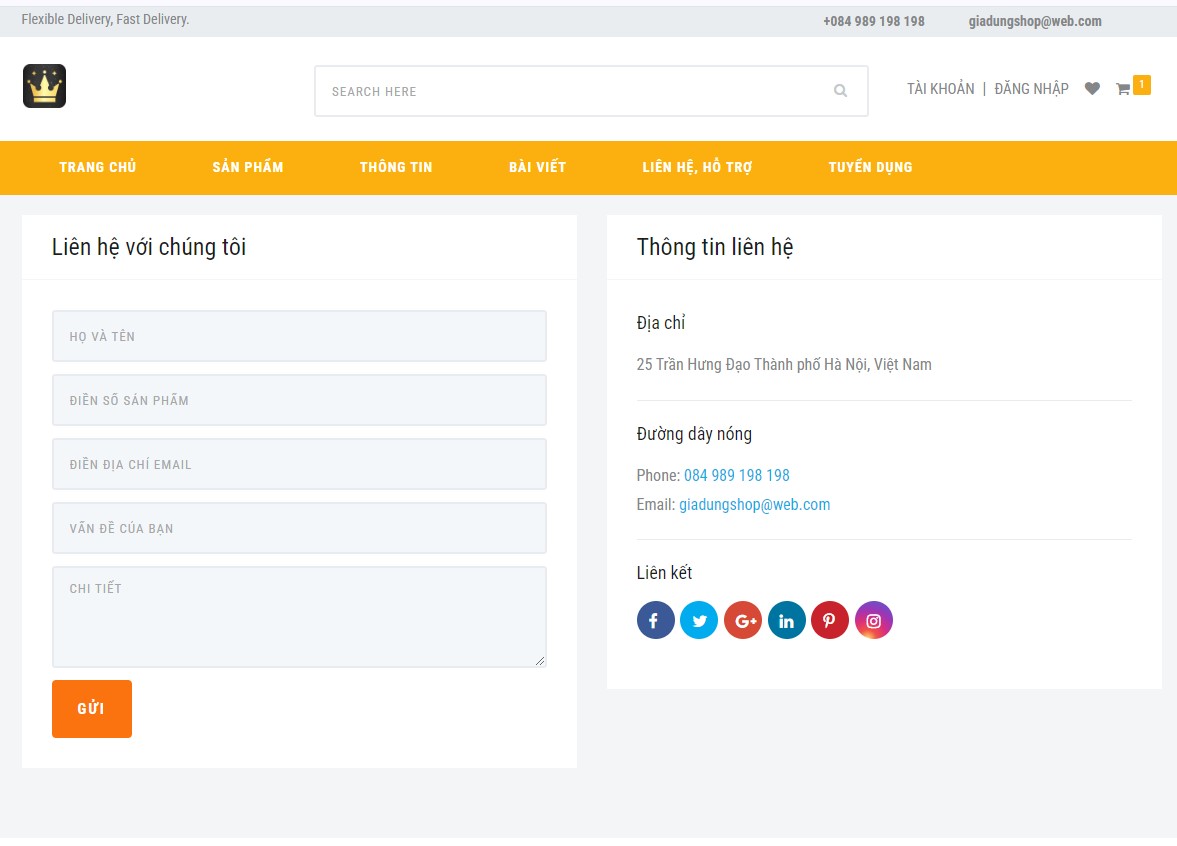 Flexible Delivery, Fast Delivery.
+084 989 198 198 giadungshop@web.com
SEARCH HERE
TÀI KHOẢN | ĐĂNG NHẬP
1
TRANG CHỦ SẢN PHẨM THÔNG TIN BÀI VIẾT LIÊN HỆ, HỖ TRỢ TUYỂN DỤNG
Liên hệ với chúng tôi
HỌ VÀ TÊN
ĐIỀN SỐ SẢN PHẨM
ĐIỀN ĐỊA CHỈ EMAIL
VẤN ĐỀ CỦA BẠN
CHI TIẾT
GỬI
Thông tin liên hệ
Địa chỉ
25 Trần Hưng Đạo Thành phố Hà Nội, Việt Nam
Đường dây nóng
Phone: 084 989 198 198
Email: giadungshop@web.com
Liên kết